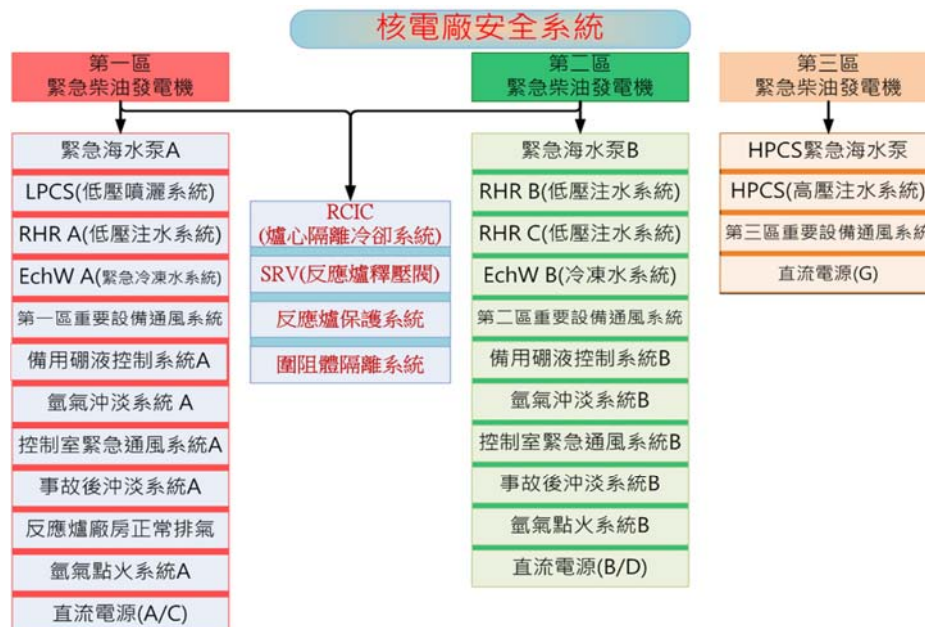 核電廠安全系統
第一區
緊急柴油發電機
緊急海水泵A
LPCS(低壓噴灑系統)
RHR A(低壓注水系統)
EchW A(緊急冷凍水系統)
第一區重要設備通風系統
備用硼液控制系統A
氫氣沖淡系統 A
控制室緊急通風系統A
事故後沖淡系統A
反應爐廠房正常排氣
氫氣點火系統A
直流電源(A/C)
RCIC
(爐心隔離冷卻系統)
SRV(反應爐釋壓閥)
反應爐保護系統
圍阻體隔離系統
第二區
緊急柴油發電機
緊急海水泵B
RHR B(低壓注水系統)
RHR C(低壓注水系統)
EchW B(冷凍水系統)
第二區重要設備通風系統
備用硼液控制系統B
氫氣沖淡系統B
控制室緊急通風系統B
事故後沖淡系統B
氫氣點火系統B
直流電源(B/D)
第三區
緊急柴油發電機
HPCS緊急海水泵
HPCS(高壓注水系統)
第三區重要設備通風系統
直流電源(G)